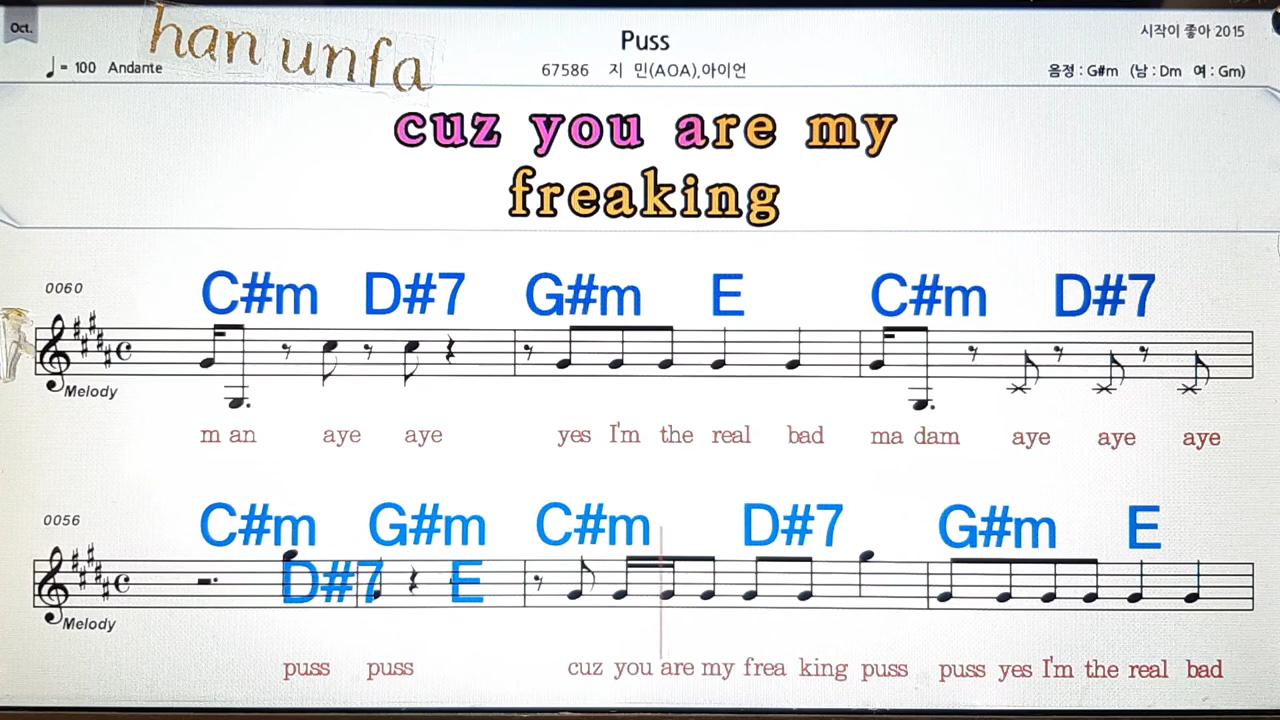 Oct.
han unfa
Puss
시작이 좋아 2015
♩= 100 Andante
67586 지 민(AOA),아이언
음정 : G#m (남 : Dm 여 : Gm)
cuz you are my
freaking
0060
C#m D#7 G#m E C#m D#7
Melody
m an aye aye yes I'm the real bad ma dam aye aye aye
0056
C#m G#m C#m D#7 G#m E
D#7 E
Melody
puss puss cuz you are my frea king puss puss yes I'm the real bad